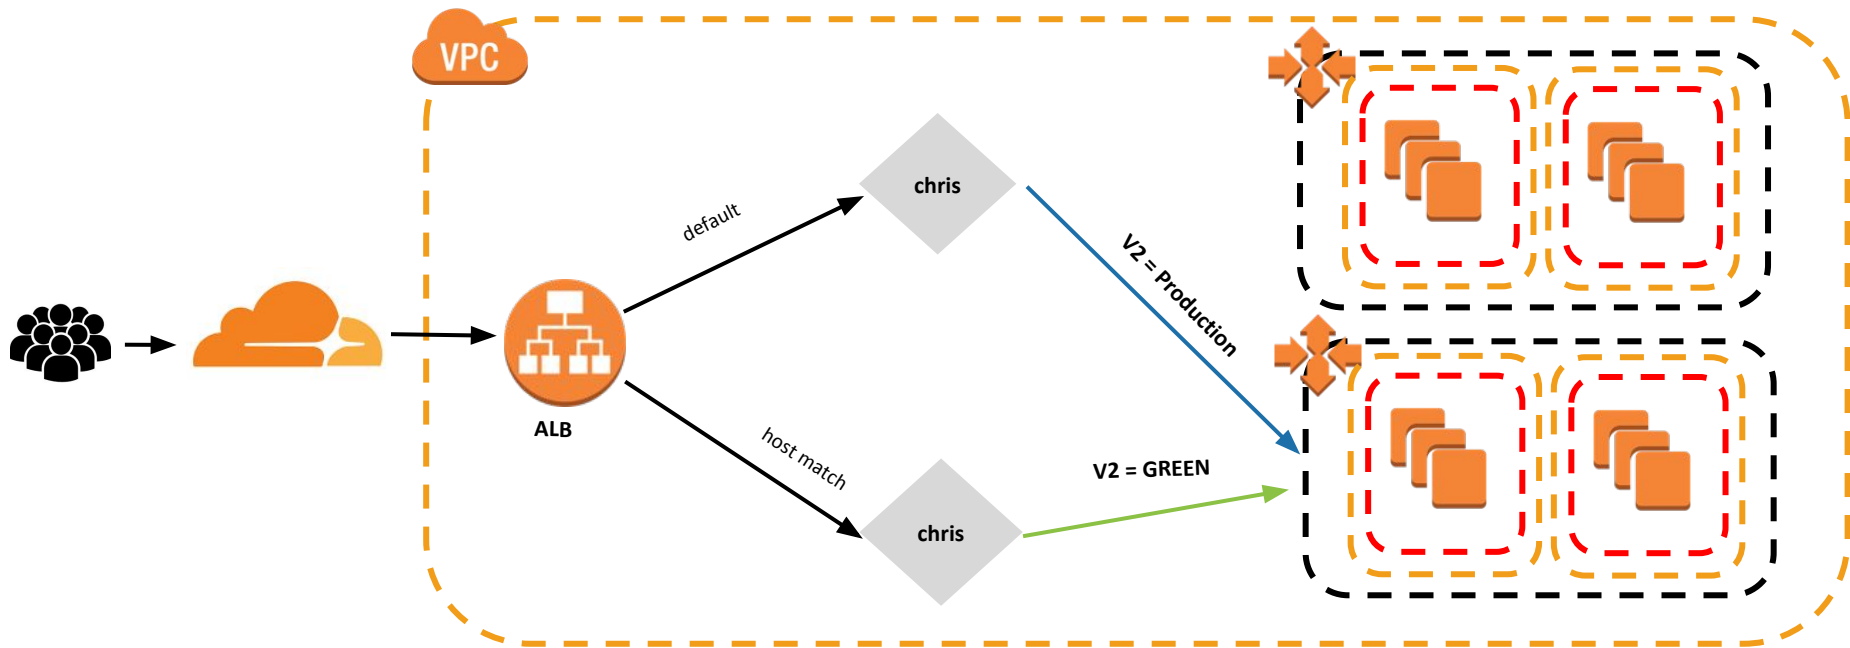 VPC
chris
default
V2 = Production
ALB
host match
V2 = GREEN
chris